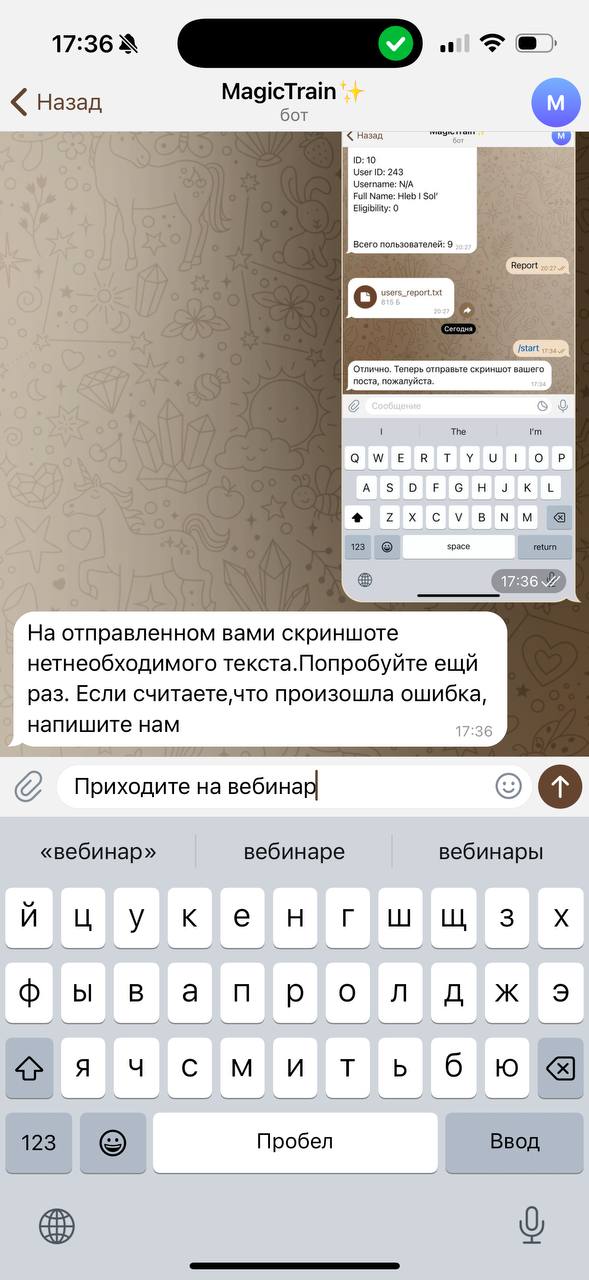 17:36
Назад
MagicTrain✨
бот
M
Назад
MagicTrain ✨
бот
M
ID: 10
User ID: 243
Username: N/A
Full Name: Hleb I Sol'
Eligibility: 0
Всего пользователей: 9 20:27
Report 20:27
users_report.txt
815 Б
20:27
Сегодня
/start 17:34
Отлично. Теперь отправьте скриншот вашего
поста, пожалуйста. 17:34
Сообщение
I The I'm
Q W E R T Y U I O P
A S D F G H J K L
Z X C V B N M
123 space return
17:36
На отправленном вами скриншоте
нетнеобходимого текста.Попробуйте ещй
раз. Если считаете,что произошла ошибка,
напишите нам 17:36
Приходите на вебинар
«вебинар» вебинаре вебинары
й ц у к е н г ш щ з х
ф ы в а п р о л д ж э
я ч с м и т ь б ю
123 Пробел Ввод